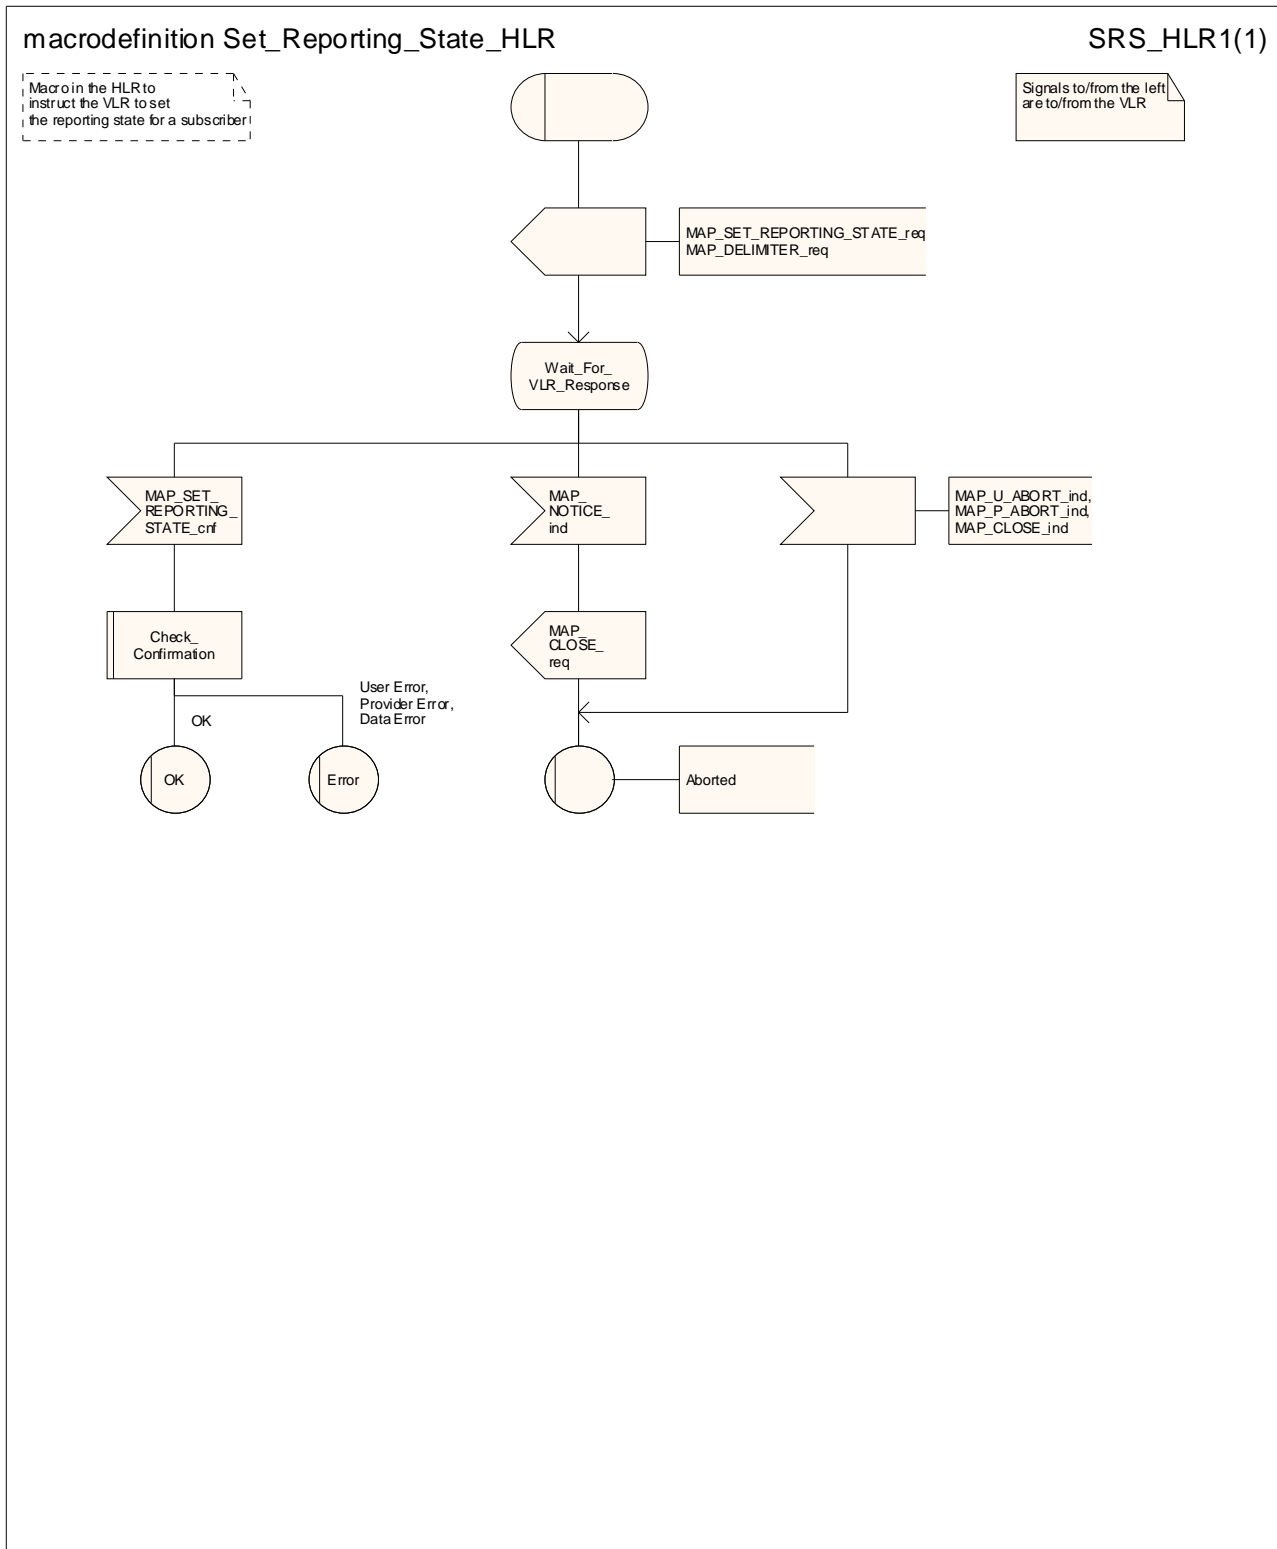 macrodefinition Set_Reporting_State_HLR
SRS_HLR1(1)
Macro in the HLR to
instruct the VLR to set
the reporting state for a subscriber
Signals to/from the left
are to/from the VLR
MAP_SET_REPORTING_STATE_req
MAP_DELIMITER_req
Wait_For_
VLR_Response
MAP_SET_
REPORTING_
STATE_cnf
MAP_
NOTICE_
ind
MAP_U_ABORT_ind,
MAP_P_ABORT_ind,
MAP_CLOSE_ind
Check_
Confirmation
MAP_
CLOSE_
req
User Error,
Provider Error,
Data Error
OK
OK
Error
Aborted